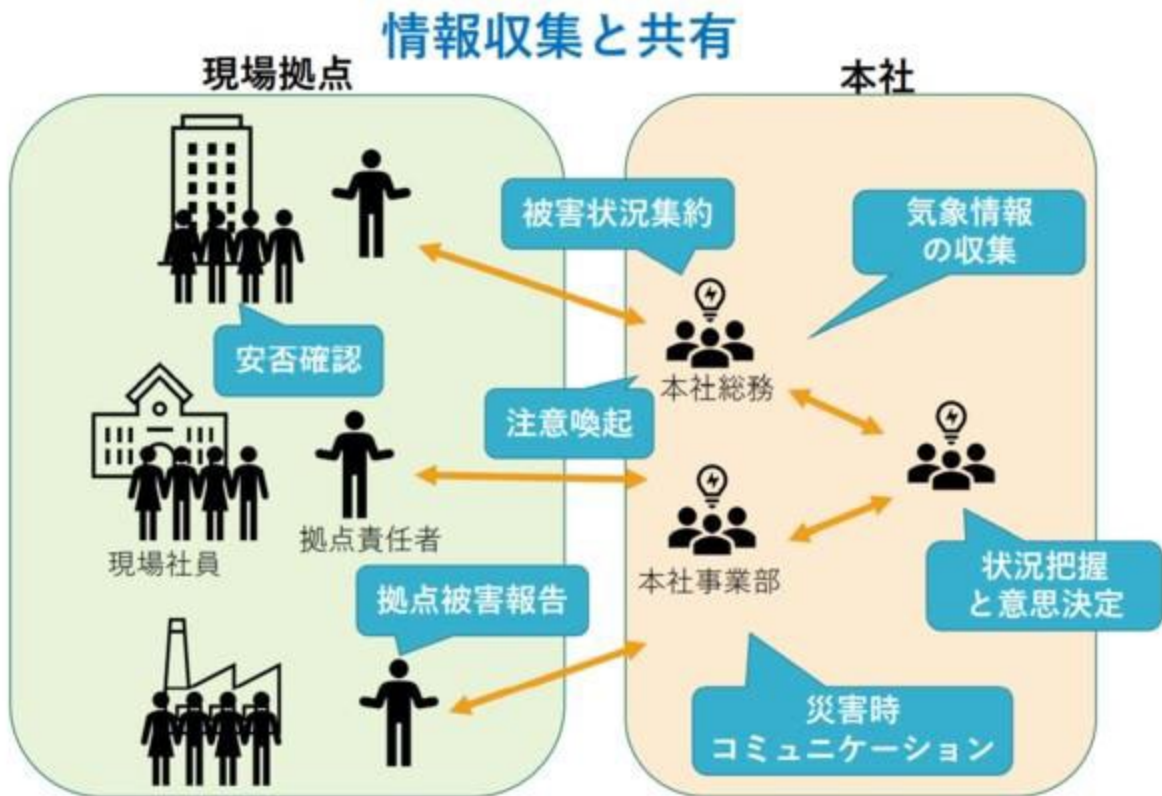 情報収集と共有
現場拠点
本社
被害状況集約
気象情報
の収集
安否確認
本社総務
注意喚起
拠点責任者
現場社員
本社事業部
拠点被害報告
状況把握
と意思決定
災害時
コミュニケーション